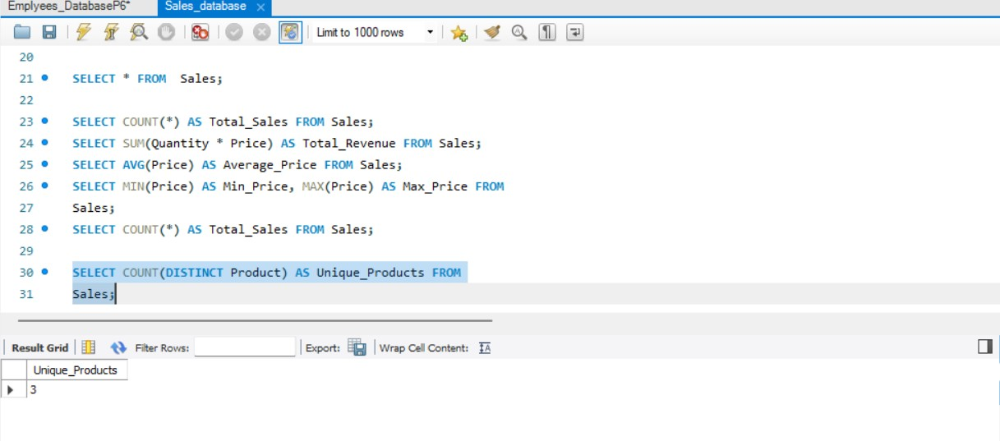 Emplyees_DatabaseP6* Sales_database
Limit to 1000 rows
20
21 SELECT * FROM  Sales;
22
23 SELECT COUNT(*) AS Total_Sales FROM Sales;
24 SELECT SUM(Quantity * Price) AS Total_Revenue FROM Sales;
25 SELECT AVG(Price) AS Average_Price FROM Sales;
26 SELECT MIN(Price) AS Min_Price, MAX(Price) AS Max_Price FROM
27 Sales;
28 SELECT COUNT(*) AS Total_Sales FROM Sales;
29
30 SELECT COUNT(DISTINCT Product) AS Unique_Products FROM
31 Sales;
Result Grid Filter Rows: Export: Wrap Cell Content:
Unique_Products
3